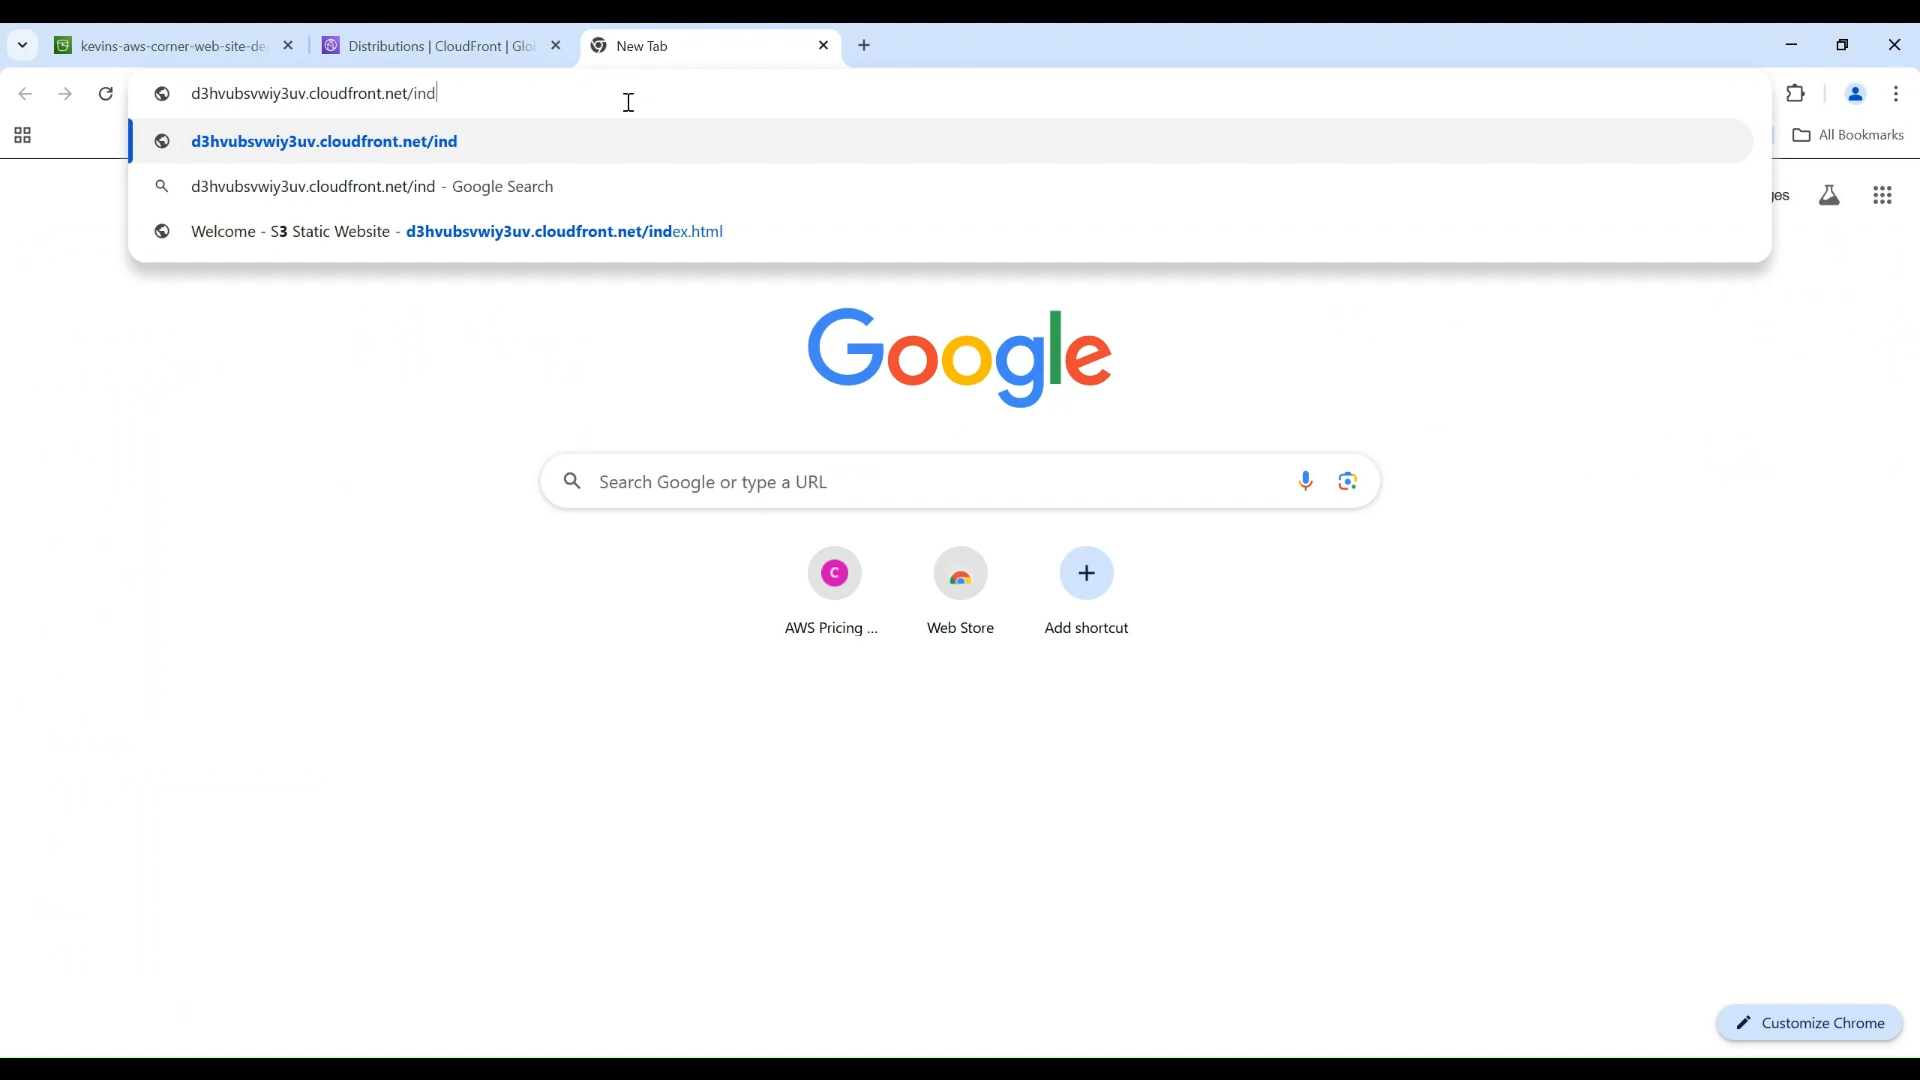 kevins-aws-corner-web-site-de
Distributions | CloudFront | Glo
New Tab
d3hvubsvwiy3uv.cloudfront.net/ind
d3hvubsvwiy3uv.cloudfront.net/ind
d3hvubsvwiy3uv.cloudfront.net/ind - Google Search
Welcome - S3 Static Website - d3hvubsvwiy3uv.cloudfront.net/index.html
All Bookmarks
Google
Search Google or type a URL
C
AWS Pricing ...
Web Store
Add shortcut
Customize Chrome